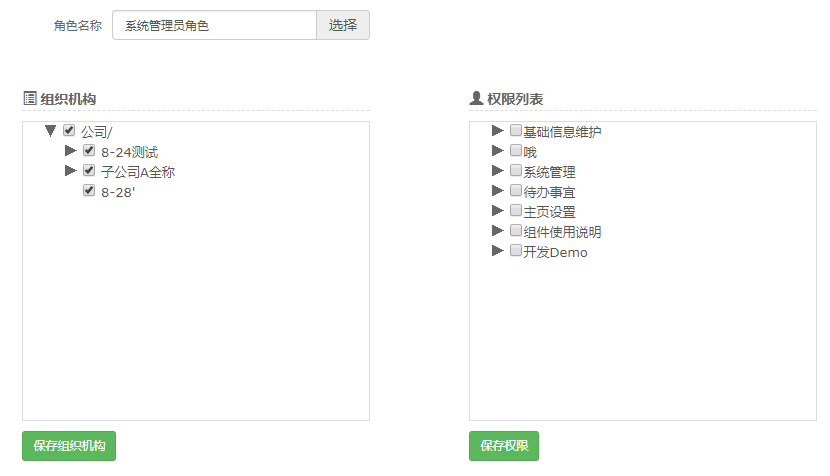 角色名称 系统管理员角色 选择
组织机构
公司/
8-24测试
子公司A全称
8-28'
保存组织机构
权限列表
基础信息维护
哦
系统管理
待办事宜
主页设置
组件使用说明
开发Demo
保存权限